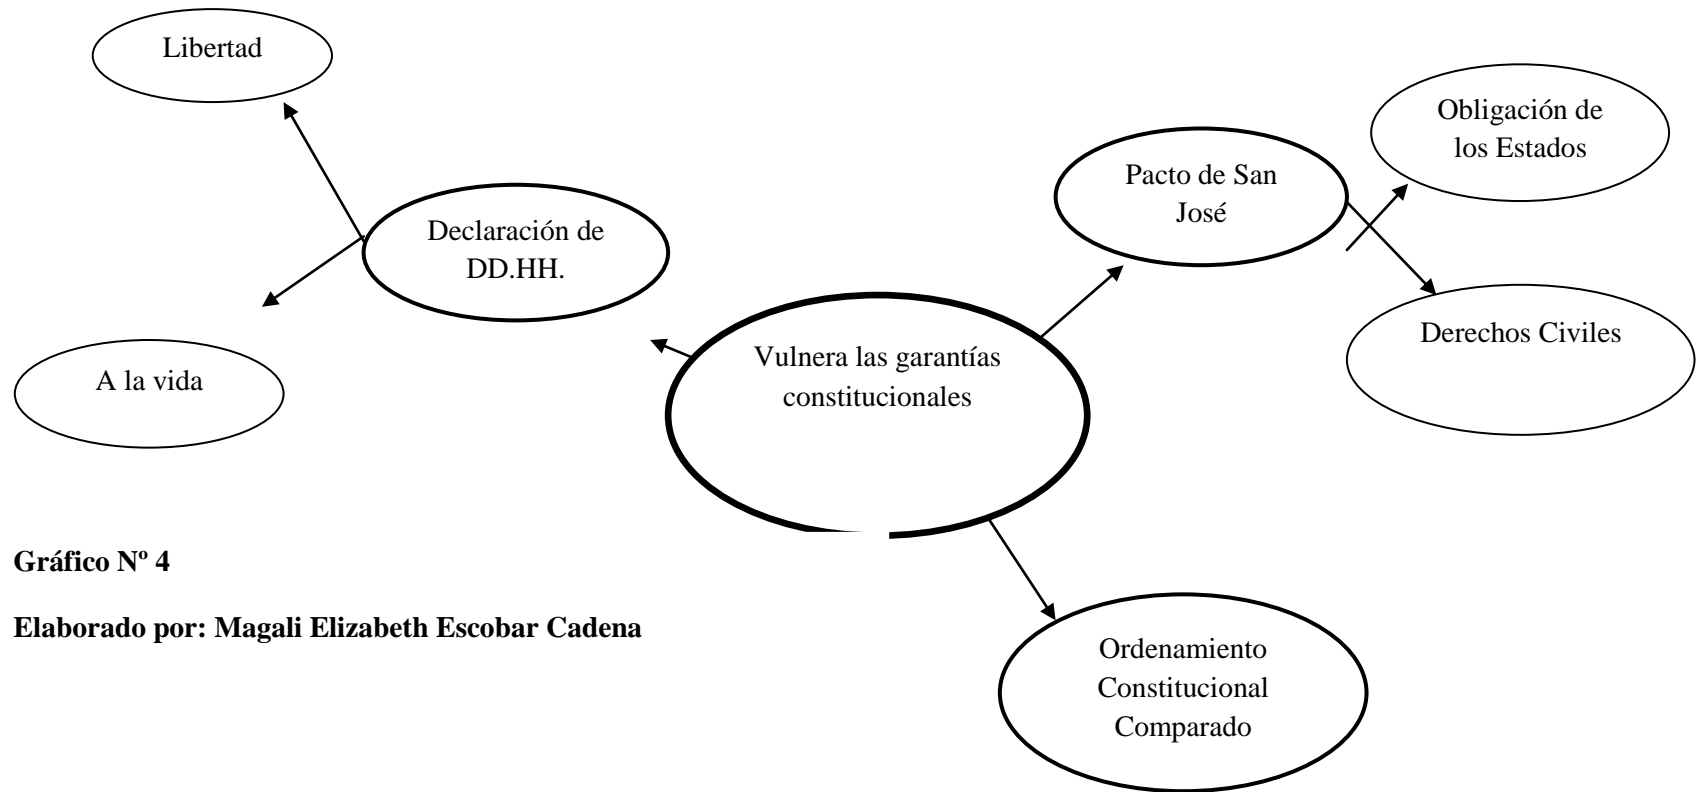 Libertad
Obligación de
los Estados
Pacto de San
José
Declaración de
DD.HH.
Derechos Civiles
Vulnera las garantías
constitucionales
A la vida
Gráfico Nº 4
Elaborado por: Magali Elizabeth Escobar Cadena
Ordenamiento
Constitucional
Comparado